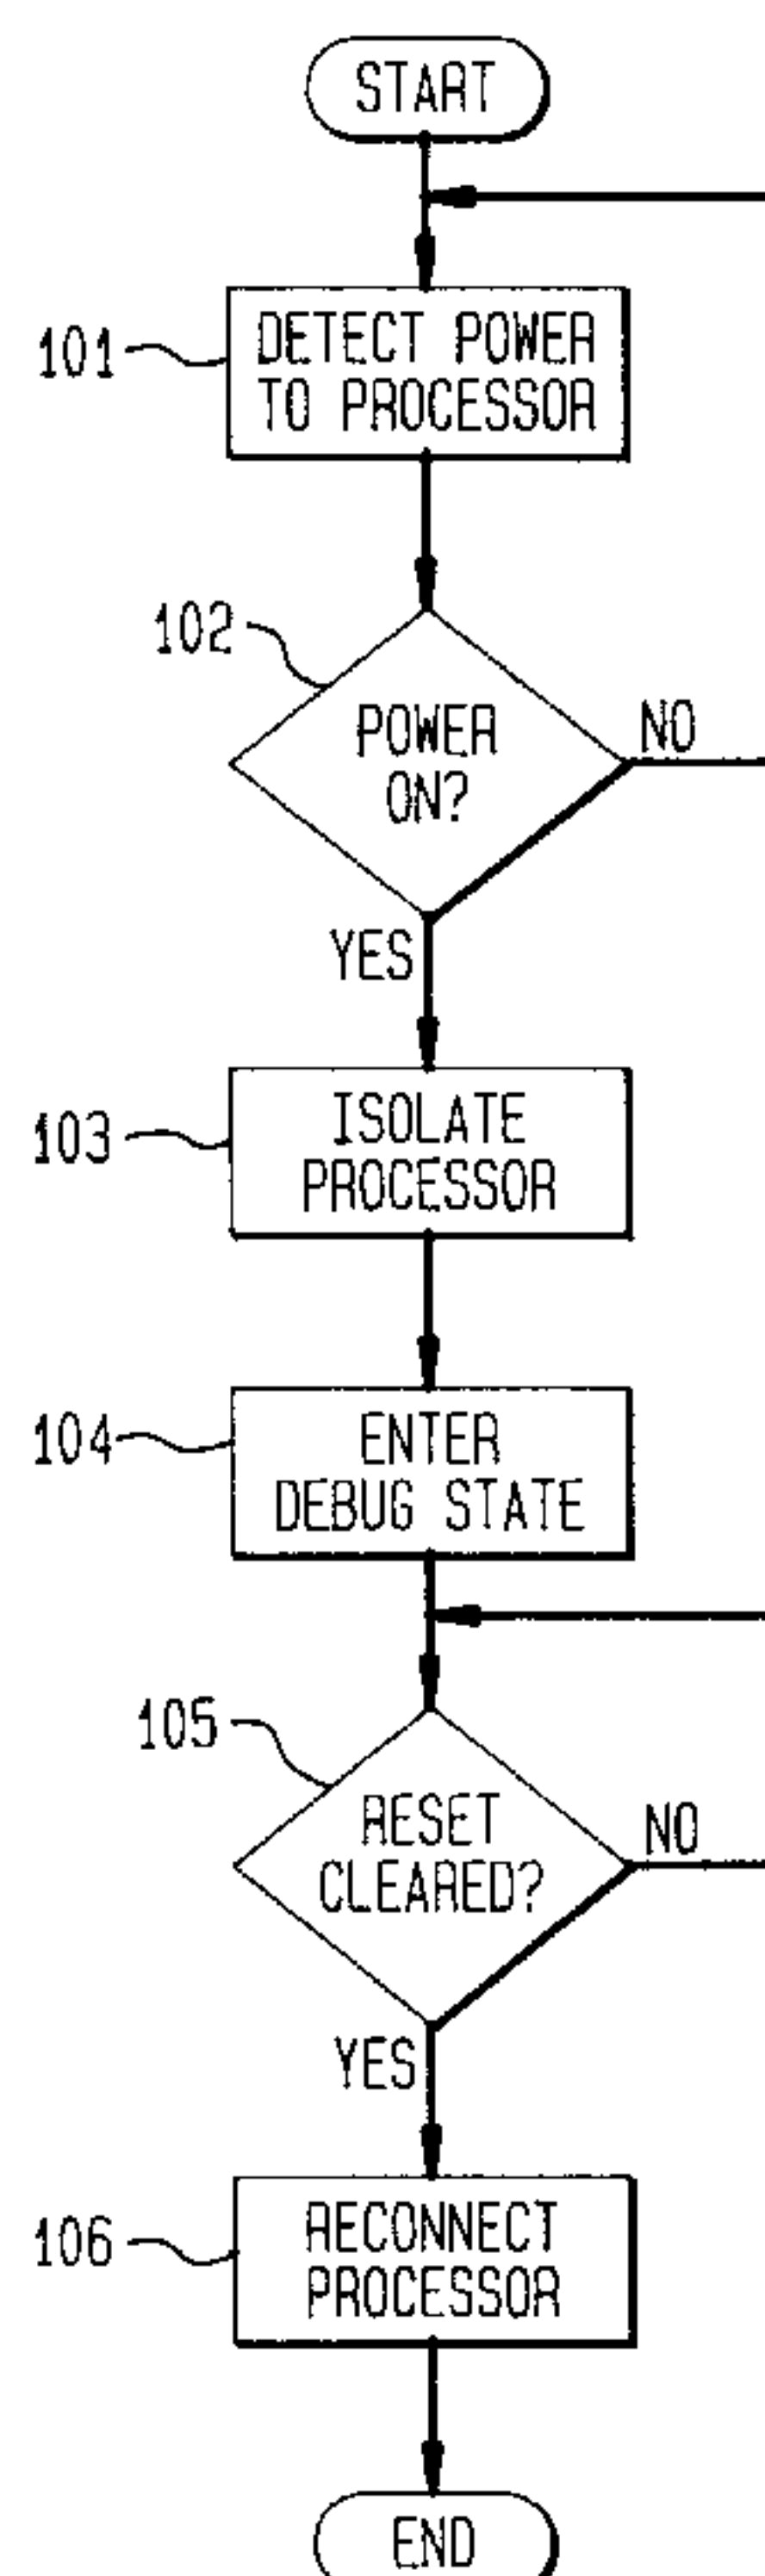 START
101
DETECT POWER
TO PROCESSOR
102
POWER
ON?
NO
YES
103
ISOLATE
PROCESSOR
104
ENTER
DEBUG STATE
105
RESET
CLEARED?
NO
YES
106
RECONNECT
PROCESSOR
END